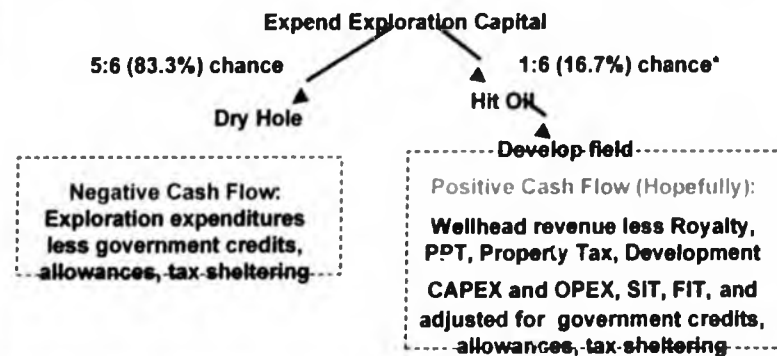 Expend Exploration Capital
5:6 (83.3%) chance
1:6 (16.7%) chance*
Dry Hole
Hit Oil
Develop field
Negative Cash Flow:
Exploration expenditures
less government credits,
allowances, tax sheltering
Positive Cash Flow (Hopefully):
Wellhead revenue less Royalty,
PPT, Property Tax, Development
CAPEX and OPEX, SIT, FIT, and
adjusted for government credits,
allowances, tax sheltering